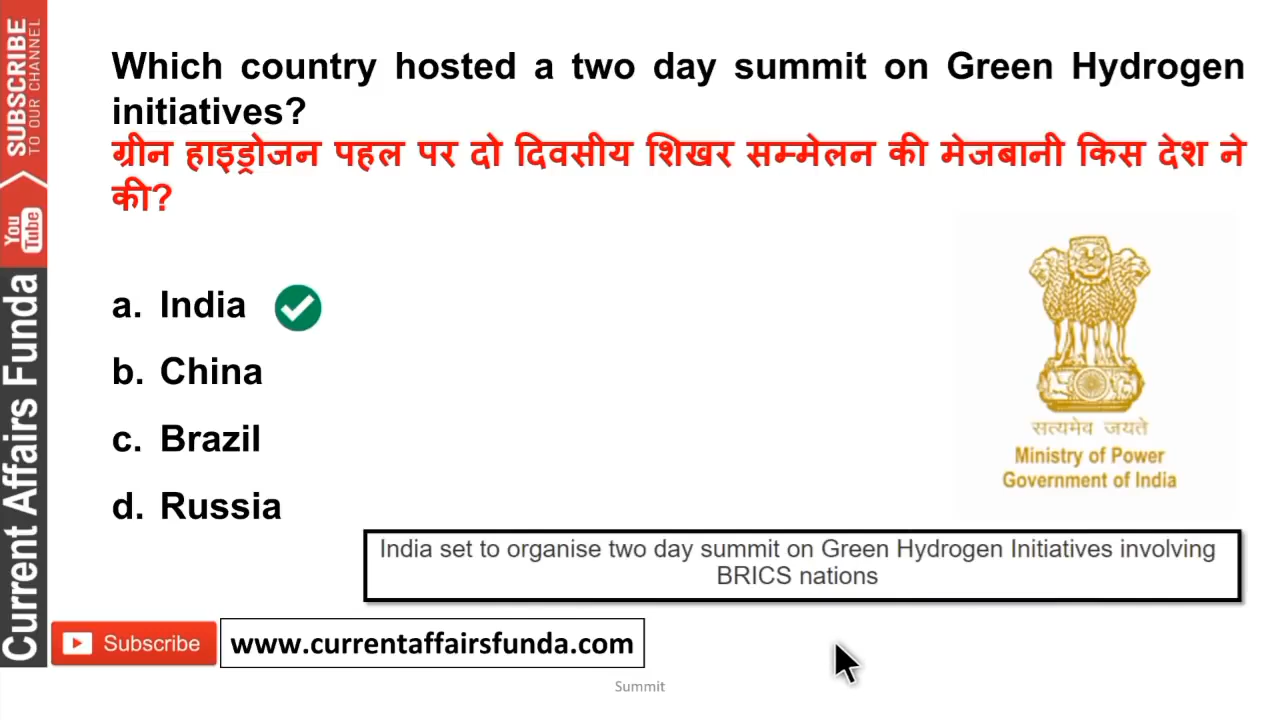 Which country hosted a two day summit on Green Hydrogen
initiatives?
ग्रीन हाइड्रोजन पहल पर दो दिवसीय शिखर सम्मेलन की मेजबानी किस देश ने
की?
a. India
b. China
c. Brazil
d. Russia
सत्यमेव जयते
Ministry of Power
Government of India
India set to organise two day summit on Green Hydrogen Initiatives involving
BRICS nations
SUBSCRIBE
TO OUR CHANNEL
You
Tube
Current Affairs Funda
Subscribe
www.currentaffairsfunda.com
Summit